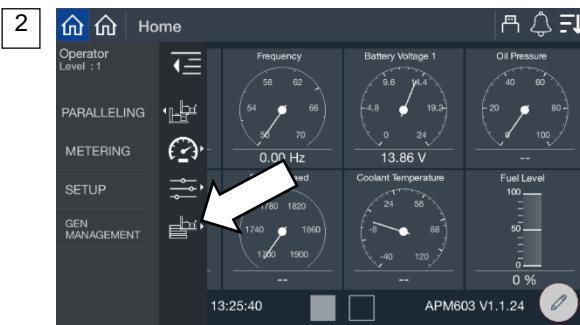 2
Home
Operator
Level : 1
PARALLELING
METERING
SETUP
GEN
MANAGEMENT
Frequency
58 62
54 66
50 70
0.00 Hz
Battery Voltage 1
9.6 14.4
4.8 19.2
0 24
13.86 V
Oil Pressure
40 60
20 80
0 100
--
eed
1780 1820
1740 1860
1700 1900
--
Coolant Temperature
24 56
-8 88
-40 120
--
Fuel Level
100
50
0
0 %
13:25:40
APM603 V1.1.24